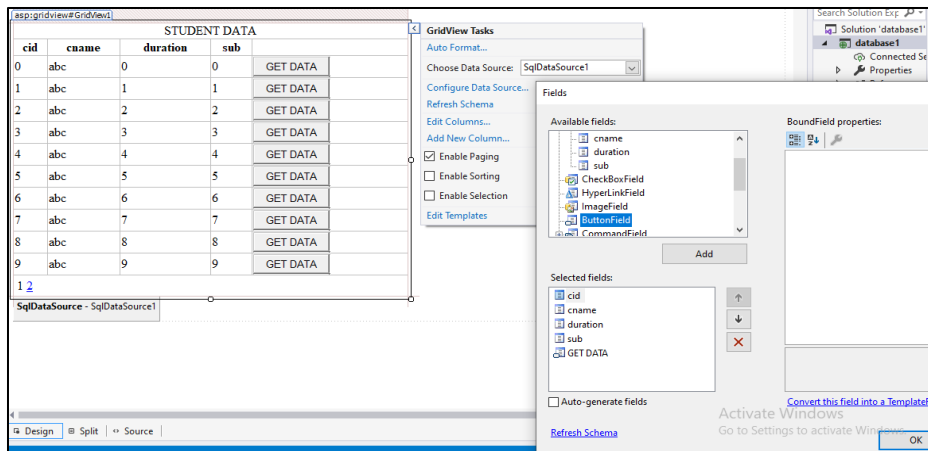 asp:gridview#GridView1
STUDENT DATA
cid cname duration sub
0 abc 0 0 GET DATA
1 abc 1 1 GET DATA
2 abc 2 2 GET DATA
3 abc 3 3 GET DATA
4 abc 4 4 GET DATA
5 abc 5 5 GET DATA
6 abc 6 6 GET DATA
7 abc 7 7 GET DATA
8 abc 8 8 GET DATA
9 abc 9 9 GET DATA
1 2
SqlDataSource - SqlDataSource1
GridView Tasks
Auto Format...
Choose Data Source: SqlDataSource1
Configure Data Source...
Refresh Schema
Edit Columns...
Add New Column...
Enable Paging
Enable Sorting
Enable Selection
Edit Templates
Search Solution Exp
Solution 'database1'
database1
Connected Se
Properties
Fields
Available fields:
cname
duration
sub
CheckBoxField
HyperLinkField
ImageField
ButtonField
CommandField
Add
Selected fields:
cid
cname
duration
sub
GET DATA
Auto-generate fields
Refresh Schema
BoundField properties:
Convert this field into a TemplateF
Activate Windows
Go to Settings to activate Windows.
OK
Design Split Source